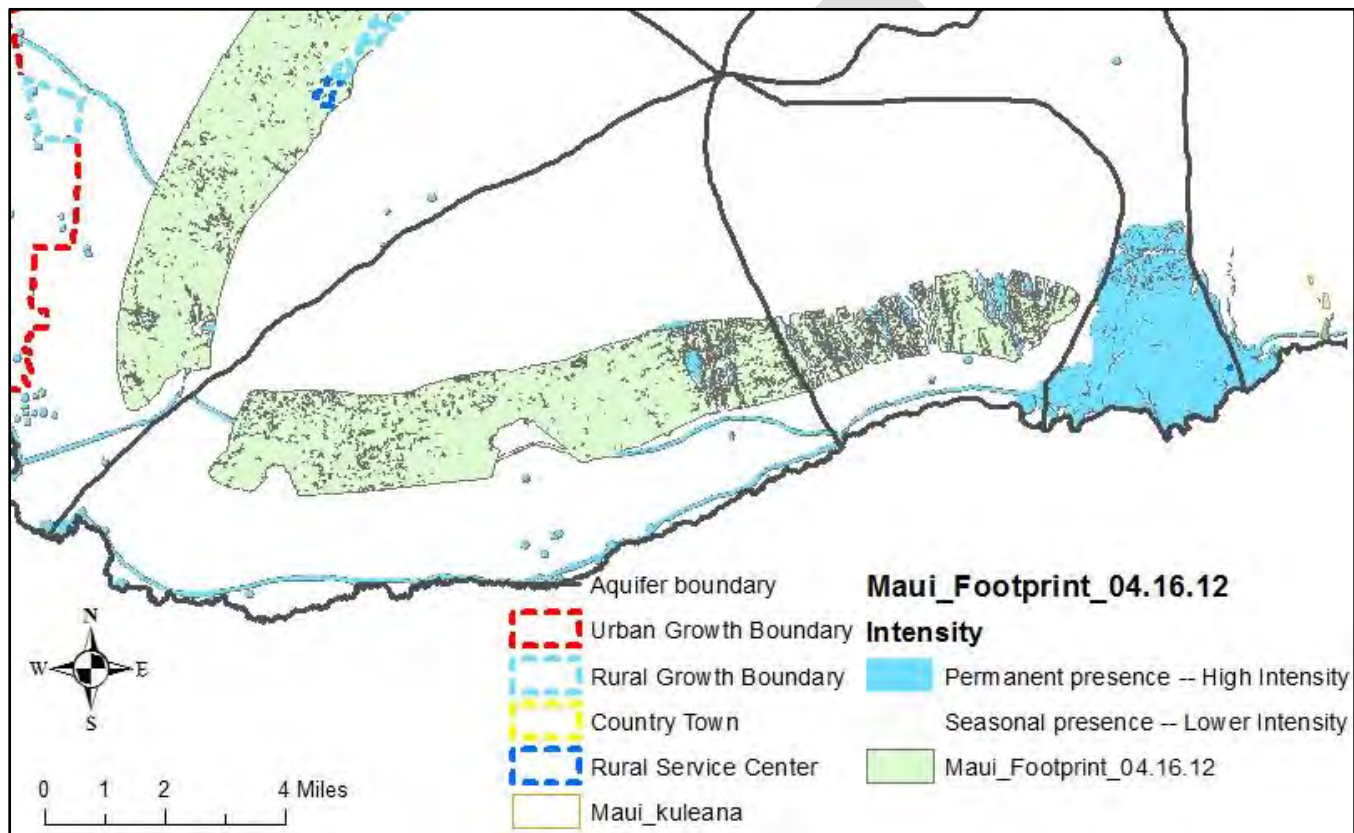 Aquifer boundary
Urban Growth Boundary
Rural Growth Boundary
Country Town
Rural Service Center
Maui_kuleana
Maui_Footprint_04.16.12
Intensity
Permanent presence -- High Intensity
Seasonal presence -- Lower Intensity
Maui_Footprint_04.16.12
N
W E
S
0 1 2 4 Miles